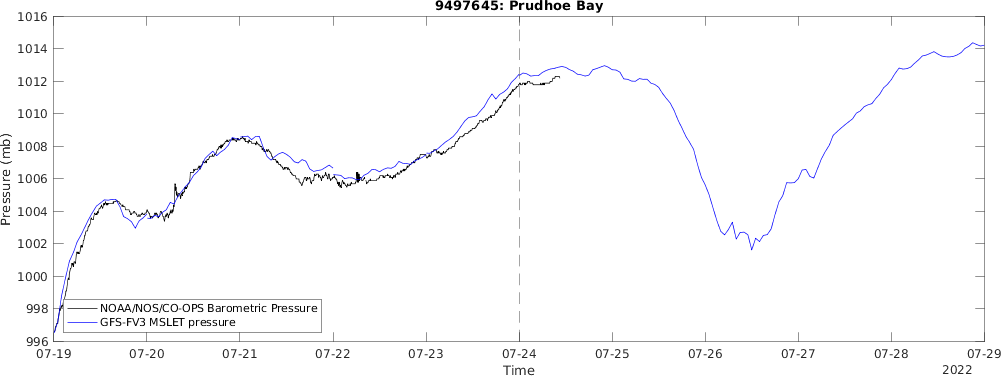 9497645: Prudhoe Bay
1016
1014
1012
1010
1008
1006
1004
1002
1000
998
996
Pressure (mb)
NOAA/NOS/CO-OPS Barometric Pressure
GFS-FV3 MSLET pressure
07-19 07-20 07-21 07-22 07-23 07-24 07-25 07-26 07-27 07-28 07-29
Time
2022